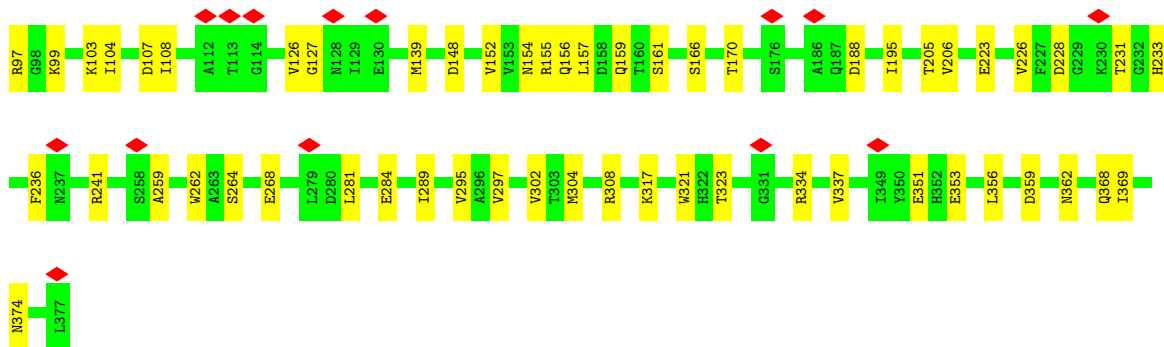 R97 G98 K99 K103 I104 D107 I108 A112 T113 G114 V126 G127 N128 I129 E130 M139 D148 V152 V153 N154 R155 Q156 L157 D158 Q159 T160 S161 S166 T170 S176 A186 Q187 D188 I195 T205 V206 E223 V226 F227 D228 G229 K230 T231 G232 H233
F236 N237 R241 S258 A259 W262 A263 S264 E268 L279 D280 L281 E284 I289 V295 A296 V297 V302 T303 M304 R308 K317 W321 H322 T323 G331 R334 V337 I349 Y350 E351 H352 E353 L356 D359 N362 Q368 I369
N374 L377